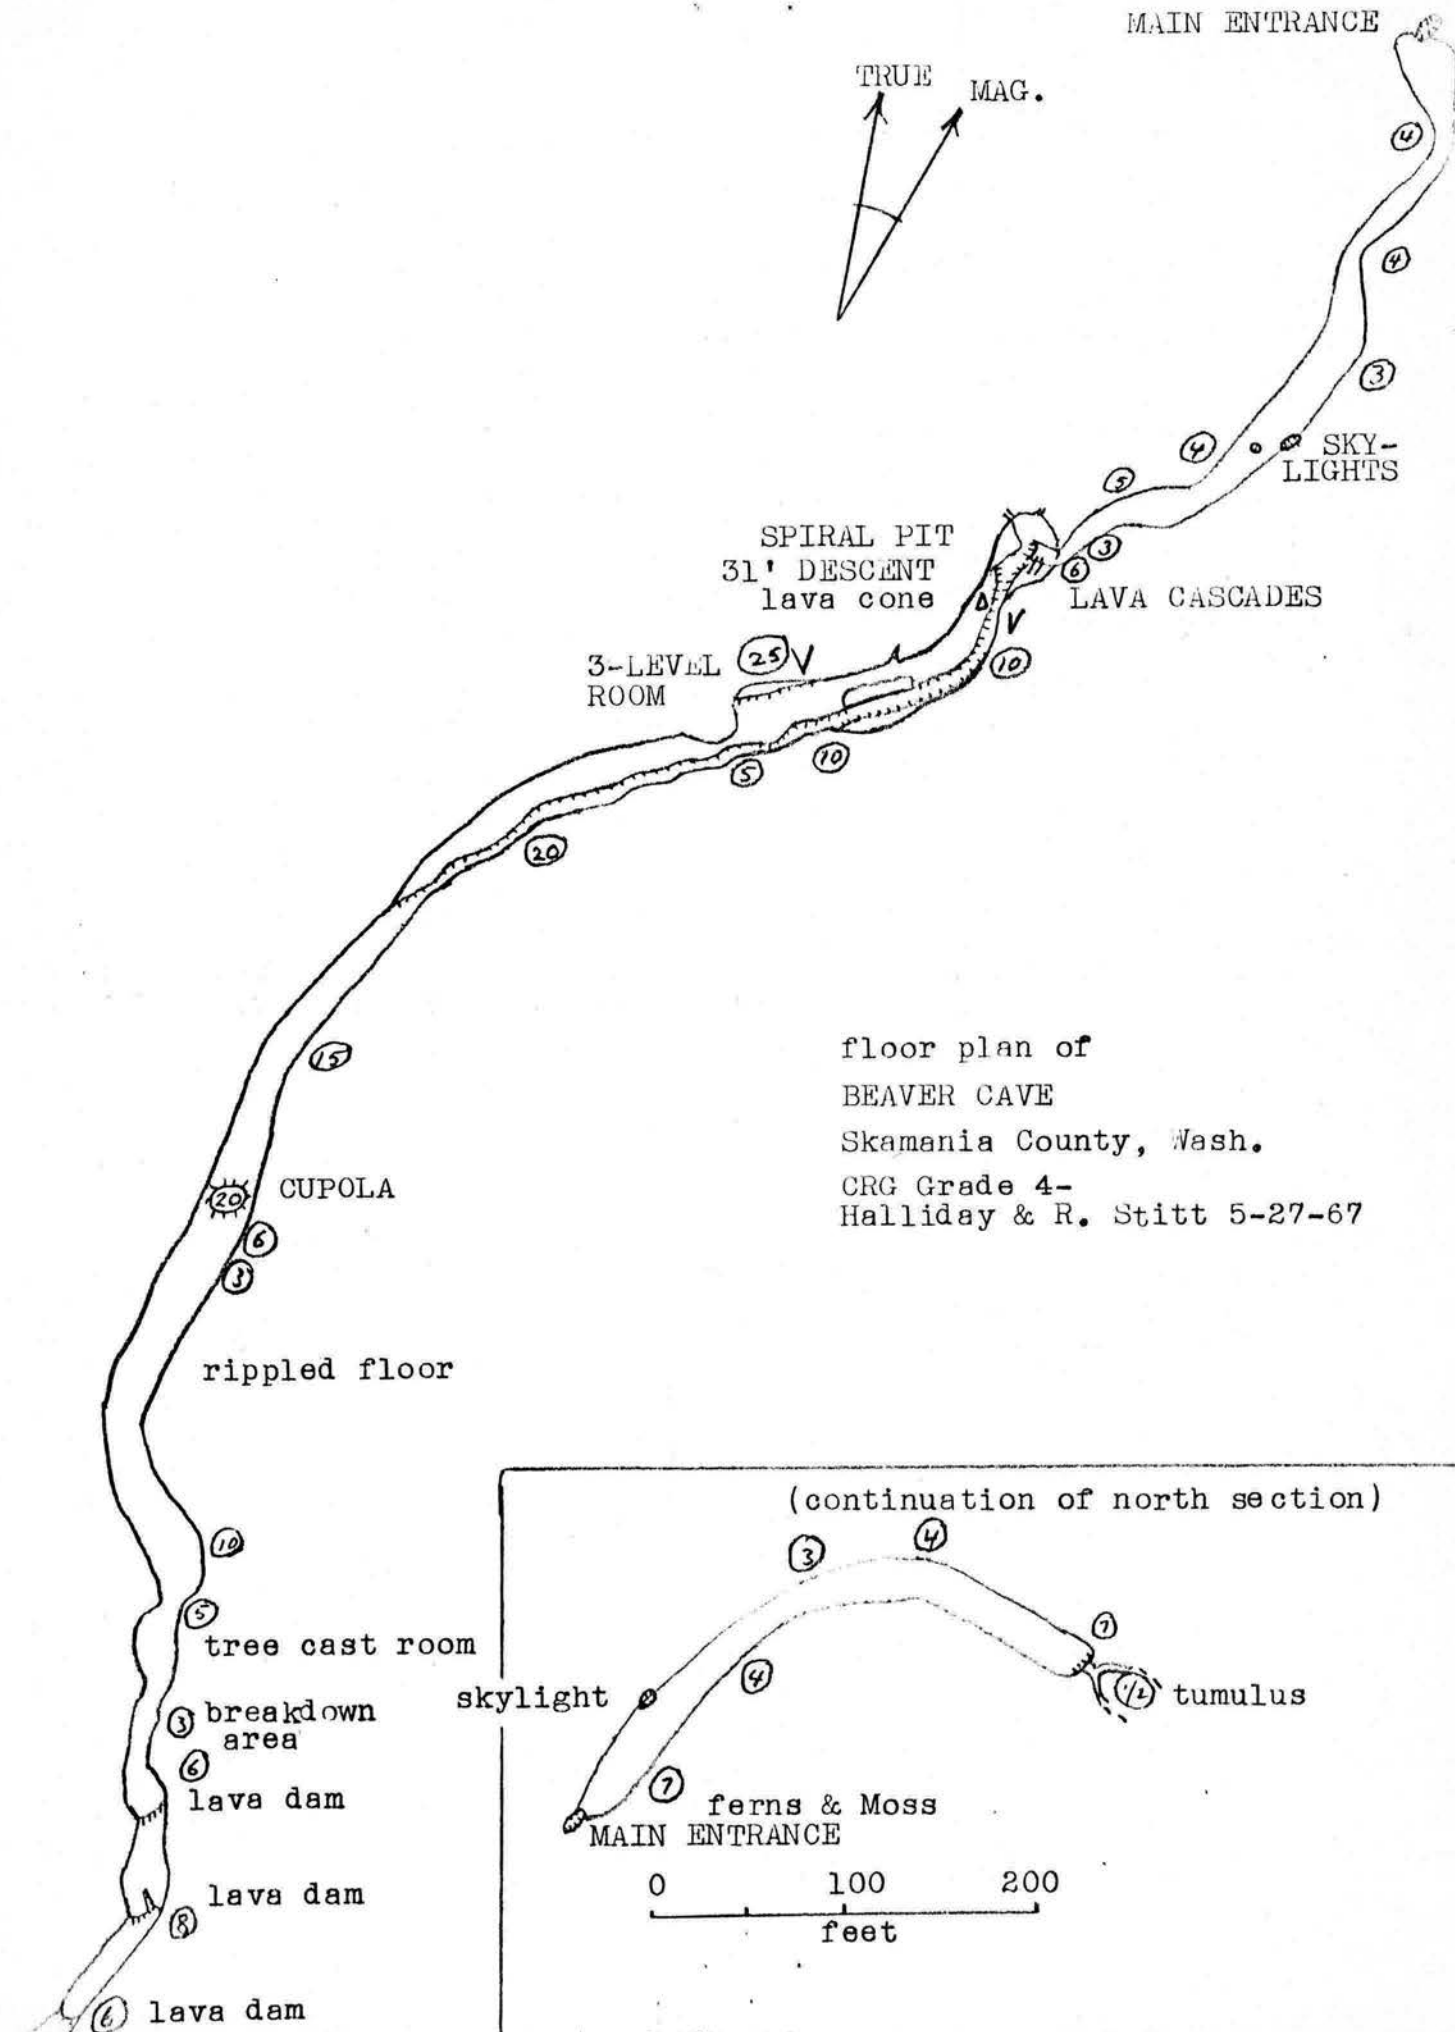 MAIN ENTRANCE
TRUE
MAG.
4
4
3
SKY-
LIGHTS
4
5
3
6
LAVA CASCADES
SPIRAL PIT
31' DESCENT
lava cone
10
3-LEVEL
ROOM
25
10
5
20
15
floor plan of
BEAVER CAVE
Skamania County, Wash.
CRG Grade 4-
Halliday & R. Stitt 5-27-67
20
CUPOLA
6
3
rippled floor
10
5
tree cast room
3
breakdown
area
6
lava dam
lava dam
8
6
lava dam
(continuation of north section)
3
4
7
1/2
tumulus
4
skylight
7
ferns & Moss
MAIN ENTRANCE
0 100 200
feet